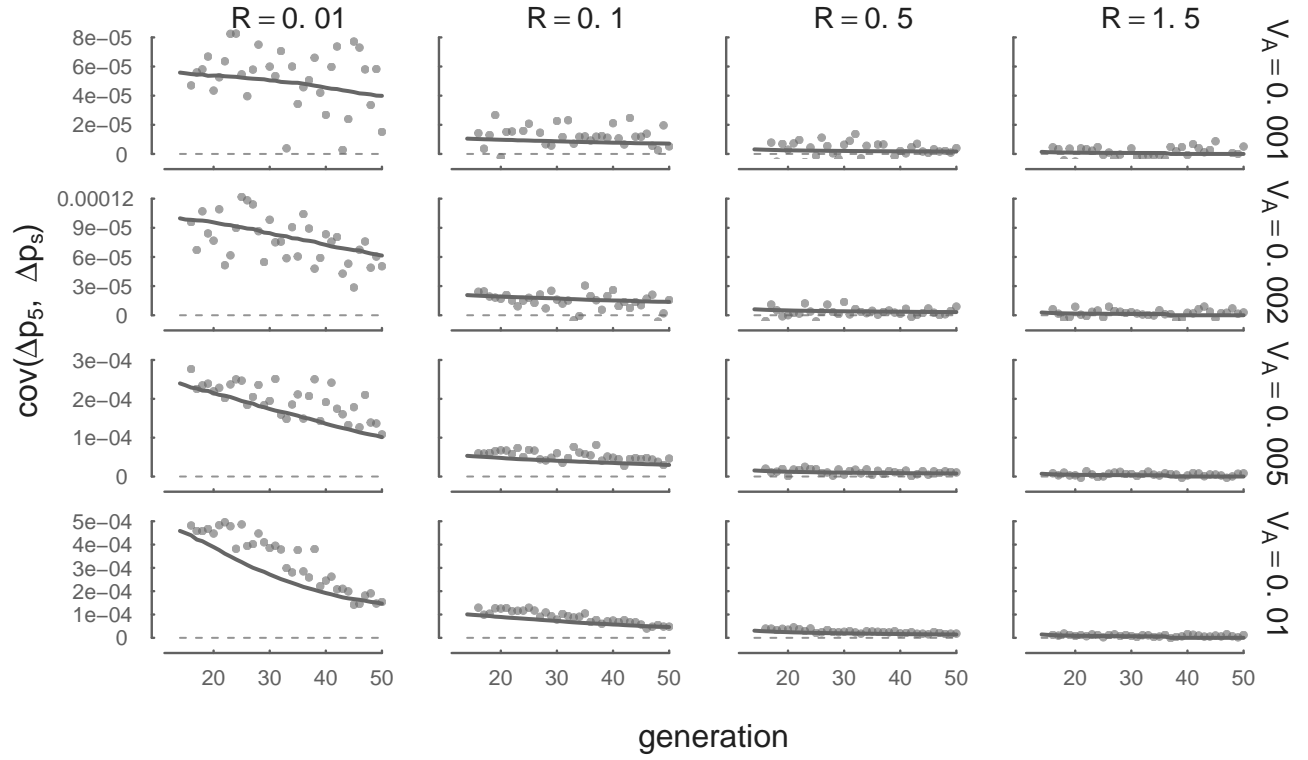 R = 0. 01
R = 0. 1
R = 0. 5
R = 1. 5
8e−05
6e−05
4e−05
2e−05
0
V_A = 0. 001
0.00012
9e−05
6e−05
3e−05
0
V_A = 0. 002
3e−04
2e−04
1e−04
0
V_A = 0. 005
5e−04
4e−04
3e−04
2e−04
1e−04
0
V_A = 0. 01
cov(Δp₅, Δpₛ)
20 30 40 50
20 30 40 50
20 30 40 50
20 30 40 50
generation